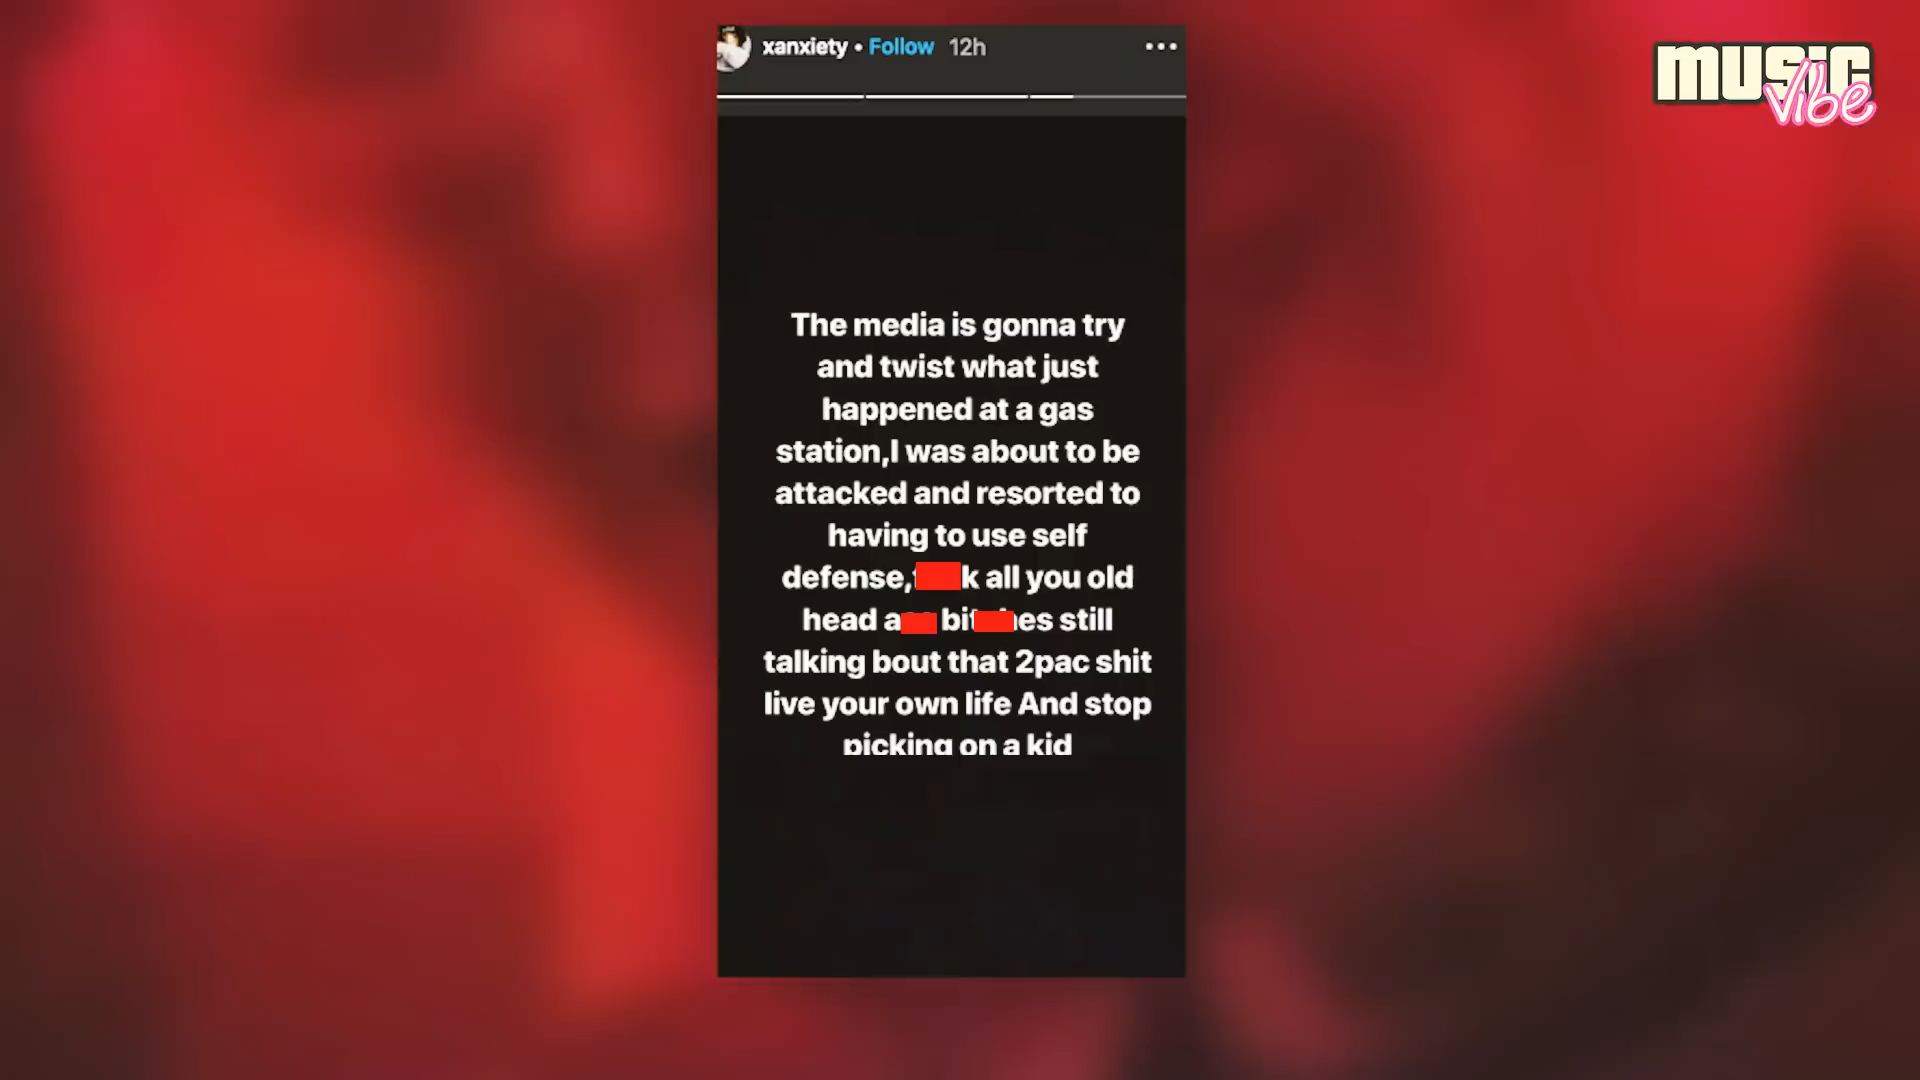 xanxiety • Follow 12h
music
vibe
The media is gonna try
and twist what just
happened at a gas
station,I was about to be
attacked and resorted to
having to use self
defense, k all you old
head a bi es still
talking bout that 2pac shit
live your own life And stop
picking on a kid